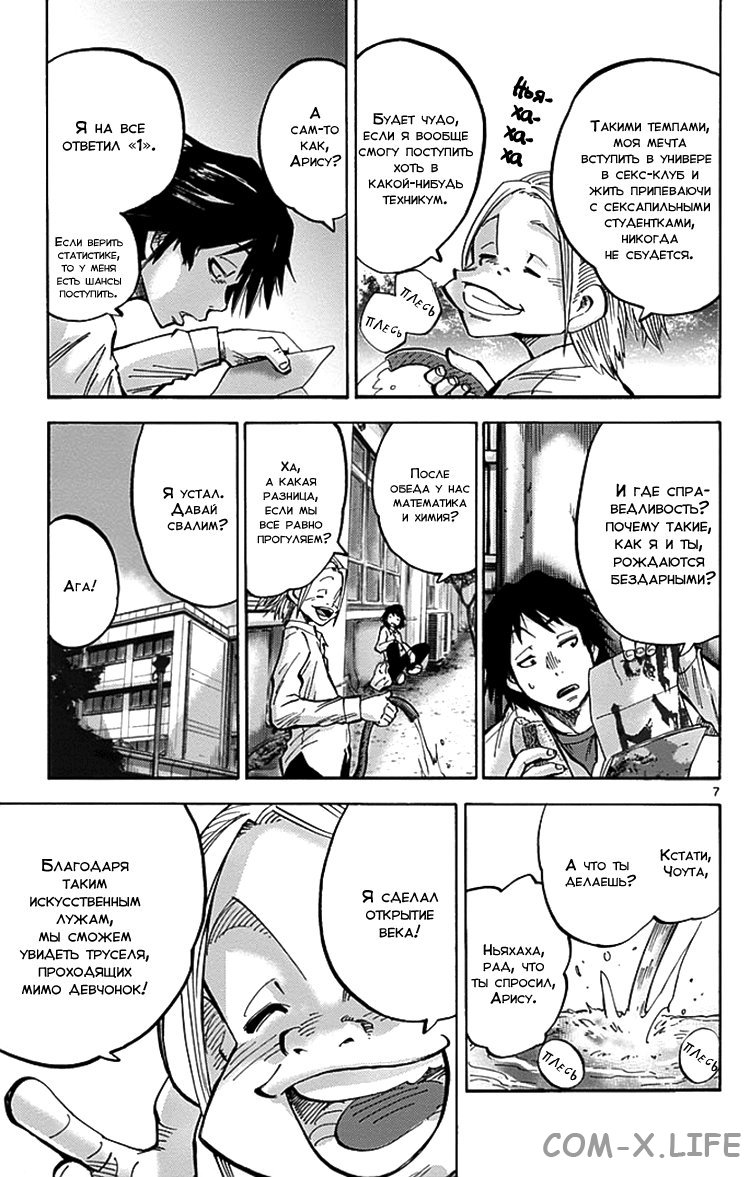 Такими темпами,
моя мечта
вступить в универе
в секс-клуб и
жить припеваючи
с сексапильными
студентками,
никогда
не сбудется.
Нья-
ха-
ха-
ха
Будет чудо,
если я вообще
смогу поступить
хоть в
какой-нибудь
техникум.
плесь
плесь
А
сам-то
как,
Арису?
Я на все
ответил «1».
Если верить
статистике,
то у меня
есть шансы
поступить.
И где спра-
ведливость?
почему такие,
как я и ты,
рождаются
бездарными?
После
обеда у нас
математика
и химия?
Ха,
а какая
разница,
если мы
все равно
прогуляем?
Я устал.
Давай
свалим?
Ага!
7
Кстати,
Чоута,
А что ты
делаешь?
Ньяхаха,
рад, что
ты спросил,
Арису.
плесь
плесь
Я сделал
открытие
века!
Благодаря
таким
искусственным
лужам,
мы сможем
увидеть труселя,
проходящих
мимо девчонок!
COM-X.LIFE